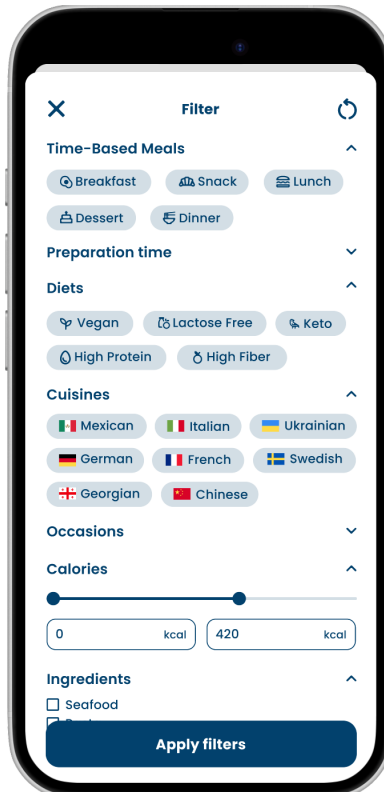 Filter
Time-Based Meals
Breakfast Snack Lunch
Dessert Dinner
Preparation time
Diets
Vegan Lactose Free Keto
High Protein High Fiber
Cuisines
Mexican Italian Ukrainian
German French Swedish
Georgian Chinese
Occasions
Calories
0 kcal 420 kcal
Ingredients
Seafood
Apply filters